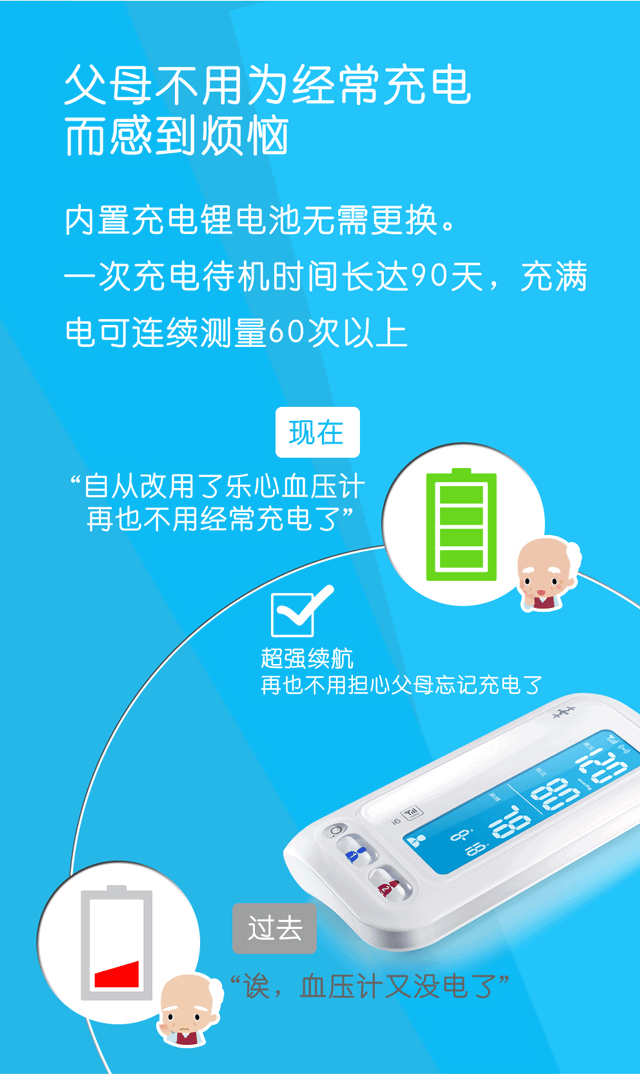 父母不用为经常充电
而感到烦恼
内置充电锂电池无需更换。
一次充电待机时间长达90天，充满
电可连续测量60次以上
现在
“自从改用了乐心血压计
再也不用经常充电了”
超强续航
再也不用担心父母忘记充电了
120
80
78
8-18
i6
1
2
过去
“诶，血压计又没电了”